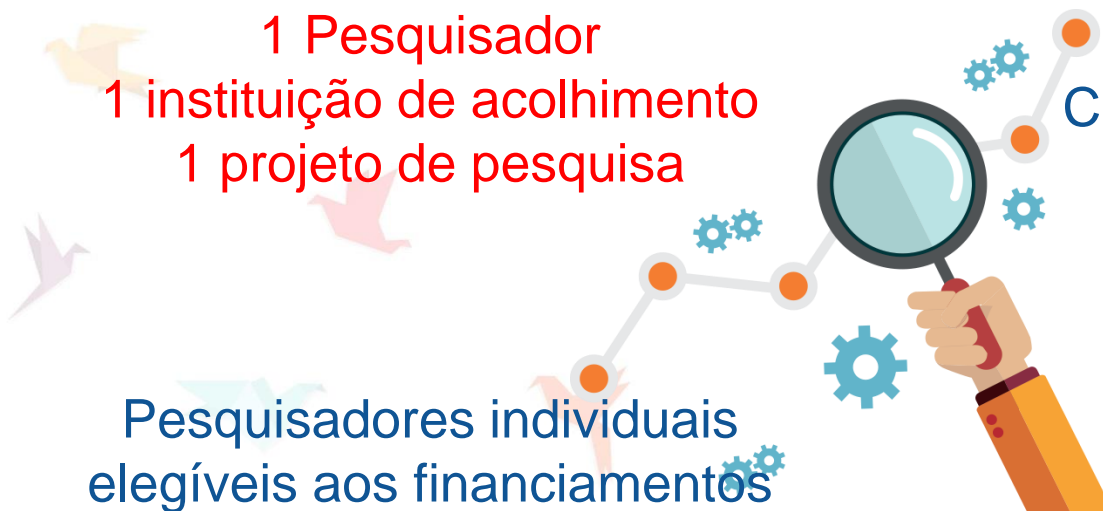 1 Pesquisador
1 instituição de acolhimento
1 projeto de pesquisa
C
Pesquisadores individuais
elegíveis aos financiamentos